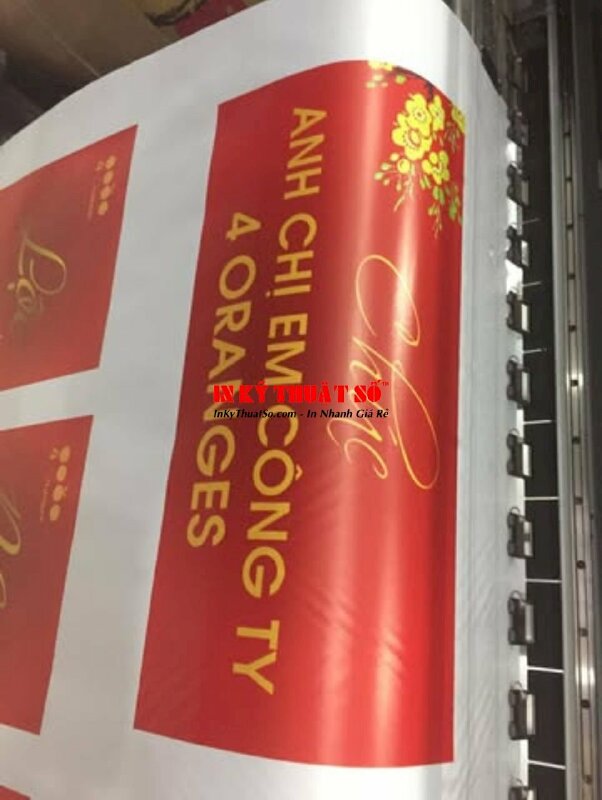 Chúc
ANH CHỊ EM CÔNG TY
4 ORANGES
IN KỸ THUẬT SỐ
InKyThuatSo.com - In Nhanh Giá Rẻ
Lộc